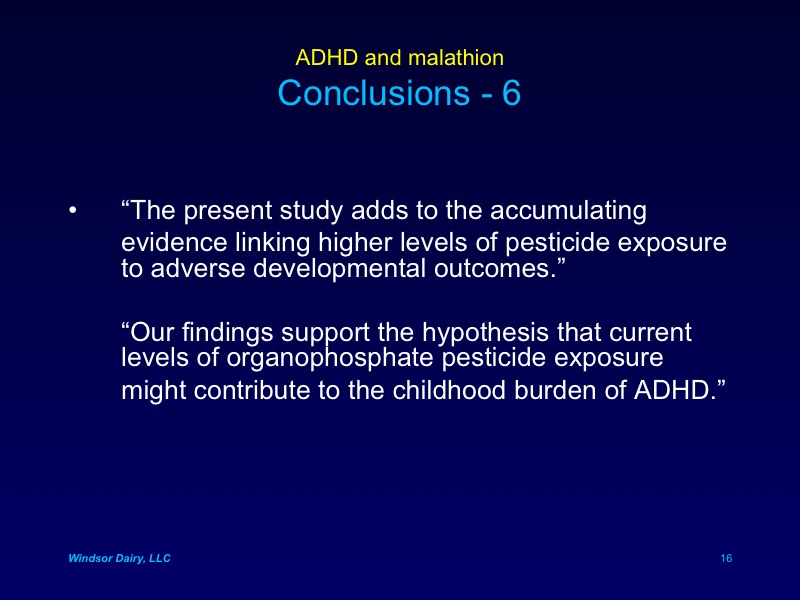 ADHD and malathion
Conclusions - 6
• “The present study adds to the accumulating
evidence linking higher levels of pesticide exposure
to adverse developmental outcomes.”
“Our findings support the hypothesis that current
levels of organophosphate pesticide exposure
might contribute to the childhood burden of ADHD.”
Windsor Dairy, LLC
16